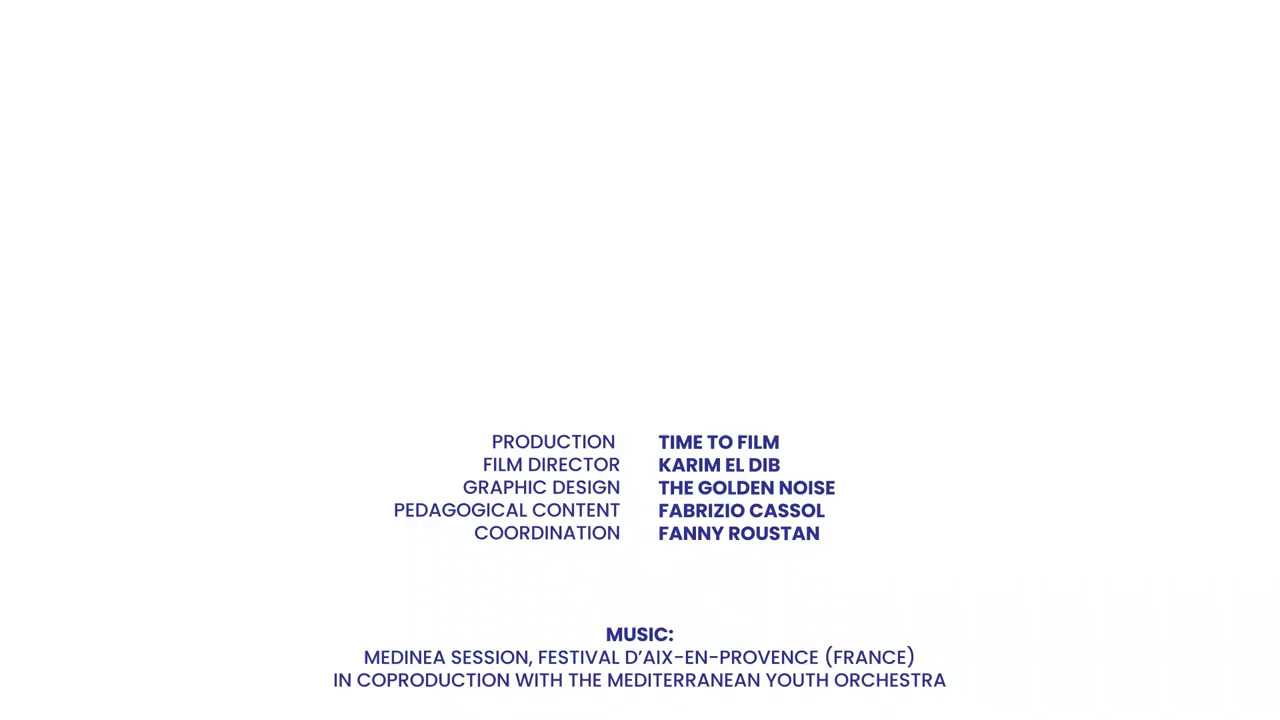 PRODUCTION TIME TO FILM
FILM DIRECTOR KARIM EL DIB
GRAPHIC DESIGN THE GOLDEN NOISE
PEDAGOGICAL CONTENT FABRIZIO CASSOL
COORDINATION FANNY ROUSTAN
MUSIC:
MEDINEA SESSION, FESTIVAL D’AIX-EN-PROVENCE (FRANCE)
IN COPRODUCTION WITH THE MEDITERRANEAN YOUTH ORCHESTRA